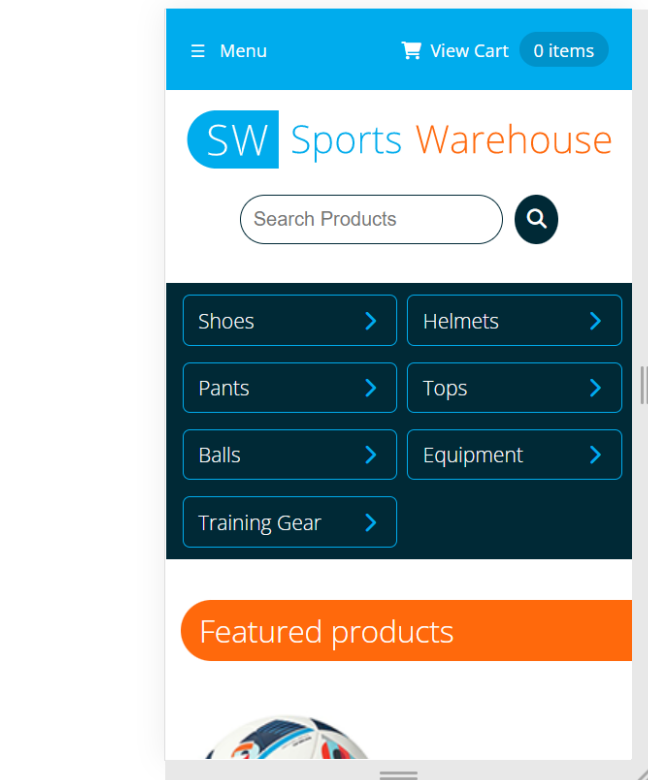 ☰ Menu View Cart 0 items
SW Sports Warehouse
Search Products
Shoes Helmets
Pants Tops
Balls Equipment
Training Gear
Featured products